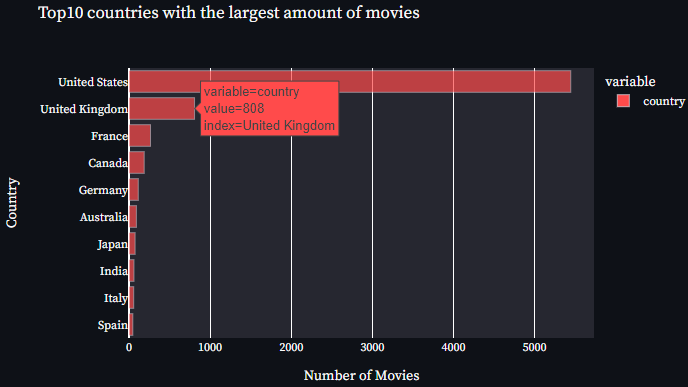 Top10 countries with the largest amount of movies
variable
country
Country
United States
United Kingdom
France
Canada
Germany
Australia
Japan
India
Italy
Spain
variable=country
value=808
index=United Kingdom
0 1000 2000 3000 4000 5000
Number of Movies